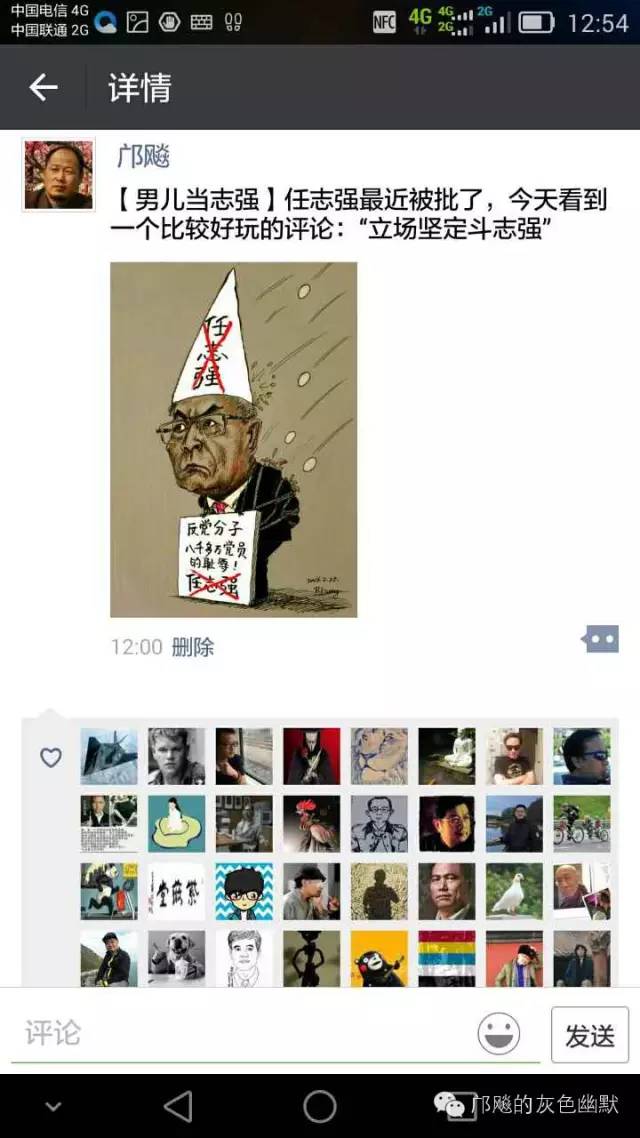 中国电信 4G
中国联通 2G
NFC 4G 4G 2G 2G 12:54
详情
邝飚
【男儿当志强】任志强最近被批了，今天看到
一个比较好玩的评论：“立场坚定斗志强”
任
志
强
反党分子
八千多万党员
的耻辱！
任志强
12:00 删除
紫薇堂
评论
发送
邝飚的灰色幽默